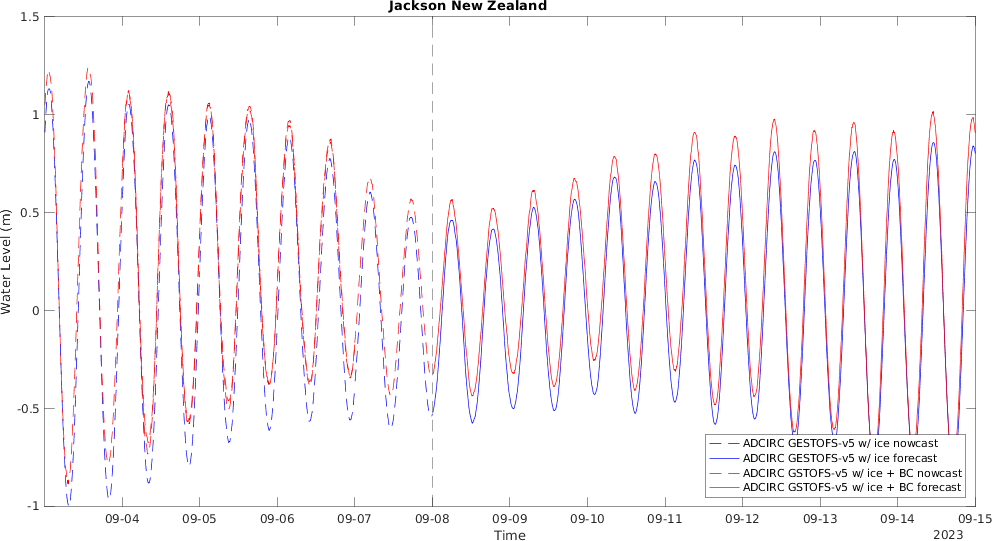 Jackson New Zealand
1.5
1
0.5
0
-0.5
-1
Water Level (m)
09-04 09-05 09-06 09-07 09-08 09-09 09-10 09-11 09-12 09-13 09-14 09-15
Time
2023
ADCIRC GESTOFS-v5 w/ ice nowcast
ADCIRC GESTOFS-v5 w/ ice forecast
ADCIRC GSTOFS-v5 w/ ice + BC nowcast
ADCIRC GSTOFS-v5 w/ ice + BC forecast